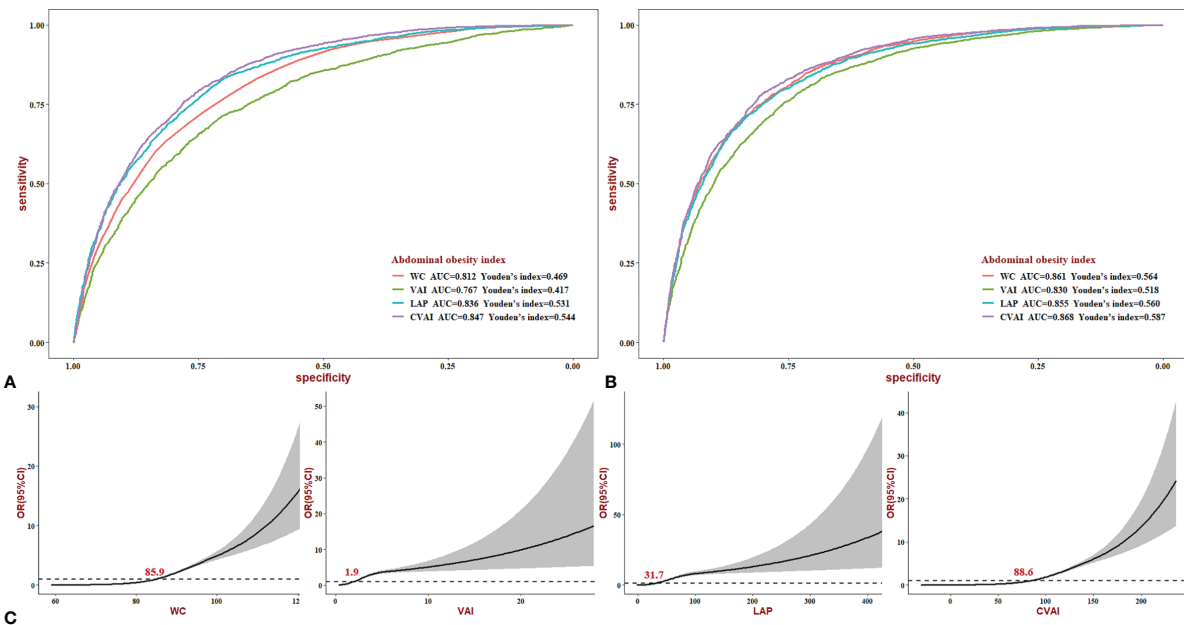 1.00
0.75
0.50
0.25
0.00
sensitivity
Abdominal obesity index
WC AUC=0.812 Youden's index=0.469
VAI AUC=0.767 Youden's index=0.417
LAP AUC=0.836 Youden's index=0.531
CVAI AUC=0.847 Youden's index=0.544
1.00 0.75 0.50 0.25 0.00
specificity
A
1.00
0.75
0.50
0.25
0.00
sensitivity
Abdominal obesity index
WC AUC=0.861 Youden's index=0.564
VAI AUC=0.830 Youden's index=0.518
LAP AUC=0.855 Youden's index=0.560
CVAI AUC=0.868 Youden's index=0.587
1.00 0.75 0.50 0.25 0.00
specificity
B
30
20
10
0
OR(95%CI)
85.9
60 80 100 12
WC
50
40
30
20
10
0
OR(95%CI)
1.9
0 10 20
VAI
100
50
0
OR(95%CI)
31.7
0 100 200 300 400
LAP
40
30
20
10
0
OR(95%CI)
88.6
0 50 100 150 200
CVAI
C